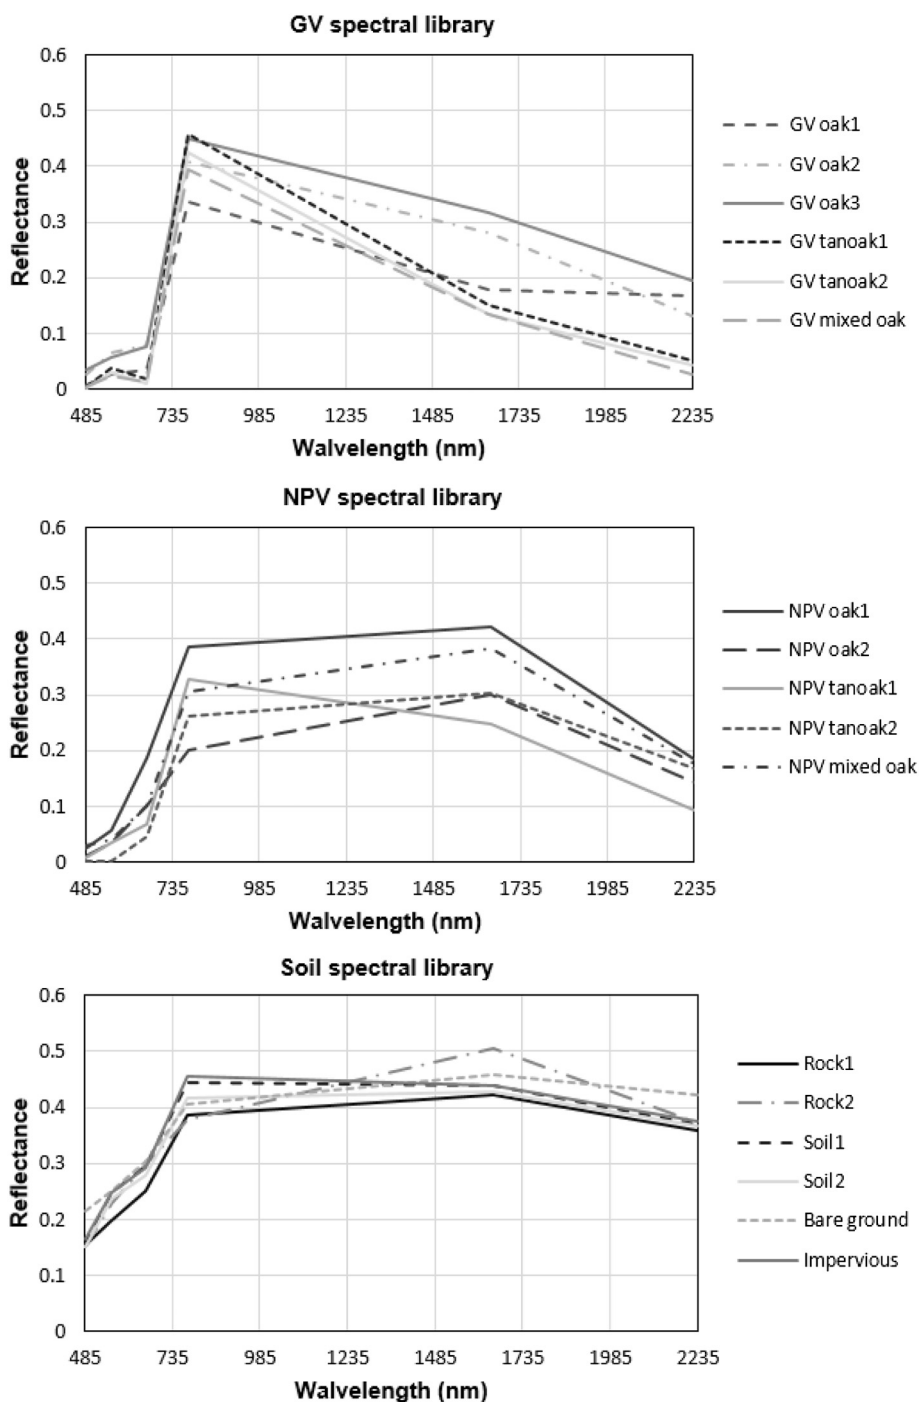 GV spectral library
0.6
0.5
0.4
0.3
0.2
0.1
0
Reflectance
485 735 985 1235 1485 1735 1985 2235
Walvelength (nm)
GV oak1
GV oak2
GV oak3
GV tanoak1
GV tanoak2
GV mixed oak
NPV spectral library
0.6
0.5
0.4
0.3
0.2
0.1
0
Reflectance
485 735 985 1235 1485 1735 1985 2235
Walvelength (nm)
NPV oak1
NPV oak2
NPV tanoak1
NPV tanoak2
NPV mixed oak
Soil spectral library
0.6
0.5
0.4
0.3
0.2
0.1
0
Reflectance
485 735 985 1235 1485 1735 1985 2235
Walvelength (nm)
Rock1
Rock2
Soil1
Soil2
Bare ground
Impervious